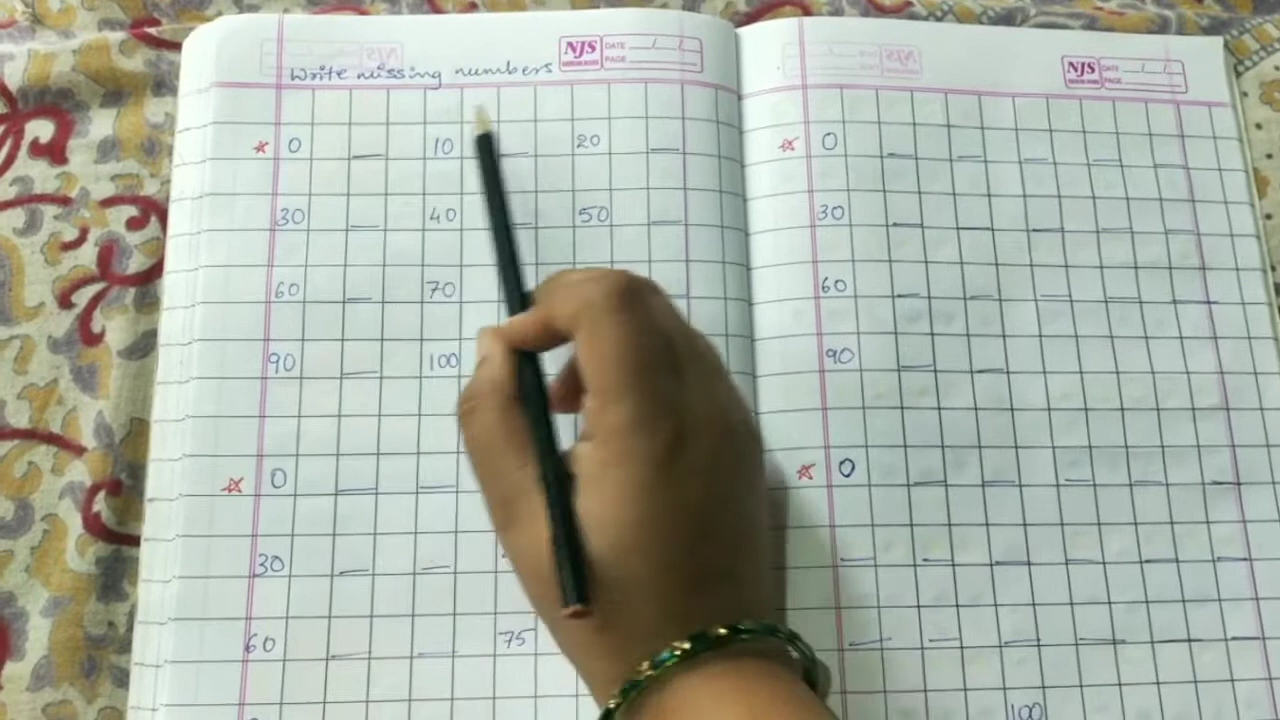 Write missing numbers
NJS DATE / /
PAGE
☆ 0 _ 10 _ 20 _
30 _ 40 _ 50 _
60 _ 70 _
90 _ 100
☆ 0 _ _
30 _ _
60 _ _ 75
NJS DATE / /
PAGE
☆ 0 _ _ _ _ _
30 _ _ _ _ _
60 _ _ _ _ _
90 _ _
☆ 0 _ _ _ _ _
_ _ _ _ _ _
_ _ _ _ _ _
100